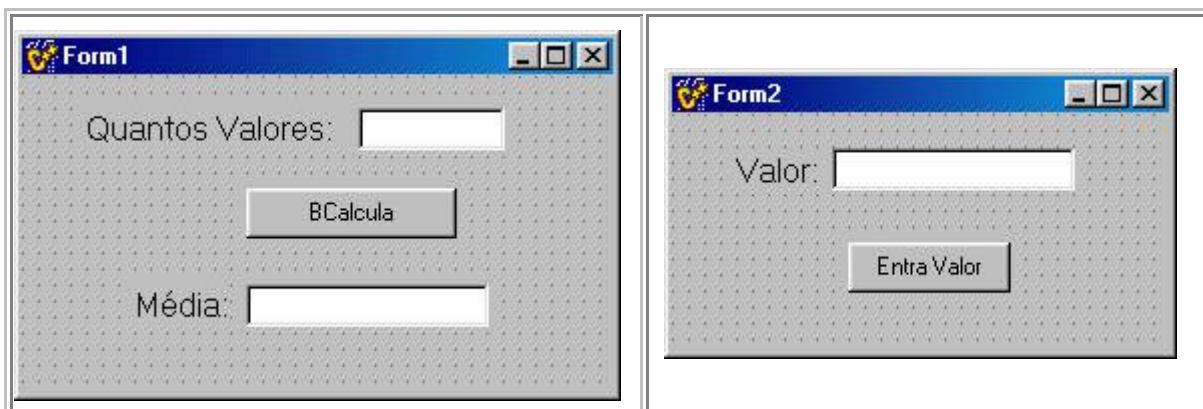 Form1
Quantos Valores:
BCalcula
Média:
Form2
Valor:
Entra Valor